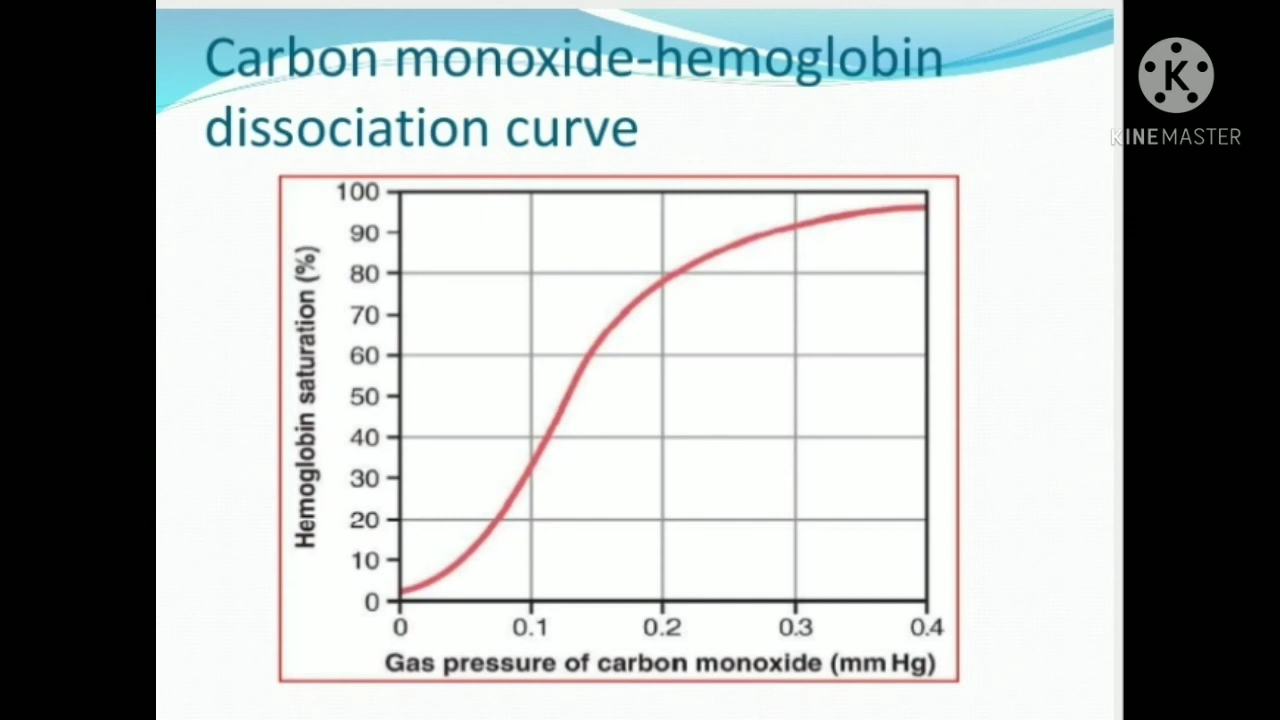 Carbon monoxide-hemoglobin
dissociation curve
K
KINEMASTER
Hemoglobin saturation (%)
100
90
80
70
60
50
40
30
20
10
0
0 0.1 0.2 0.3 0.4
Gas pressure of carbon monoxide (mm Hg)